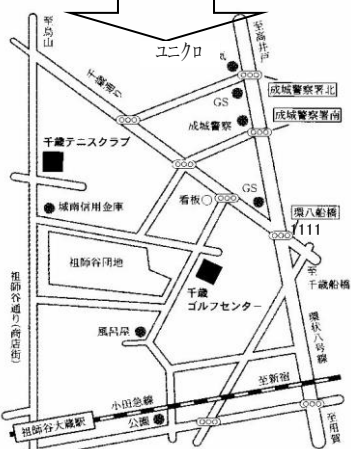 至烏山
至高井戸
ユニクロ
千歳通り
GS
成城警察署北
成城警察
成城警察署南
千歳テニスクラブ
城南信用金庫
看板
GS
環八船橋
1111
祖師谷団地
至
千歳船橋
千歳
ゴルフセンター
祖師谷通り(商店街)
環状八号線
風呂屋
小田急線
至新宿
公園
祖師谷大蔵駅
至用賀